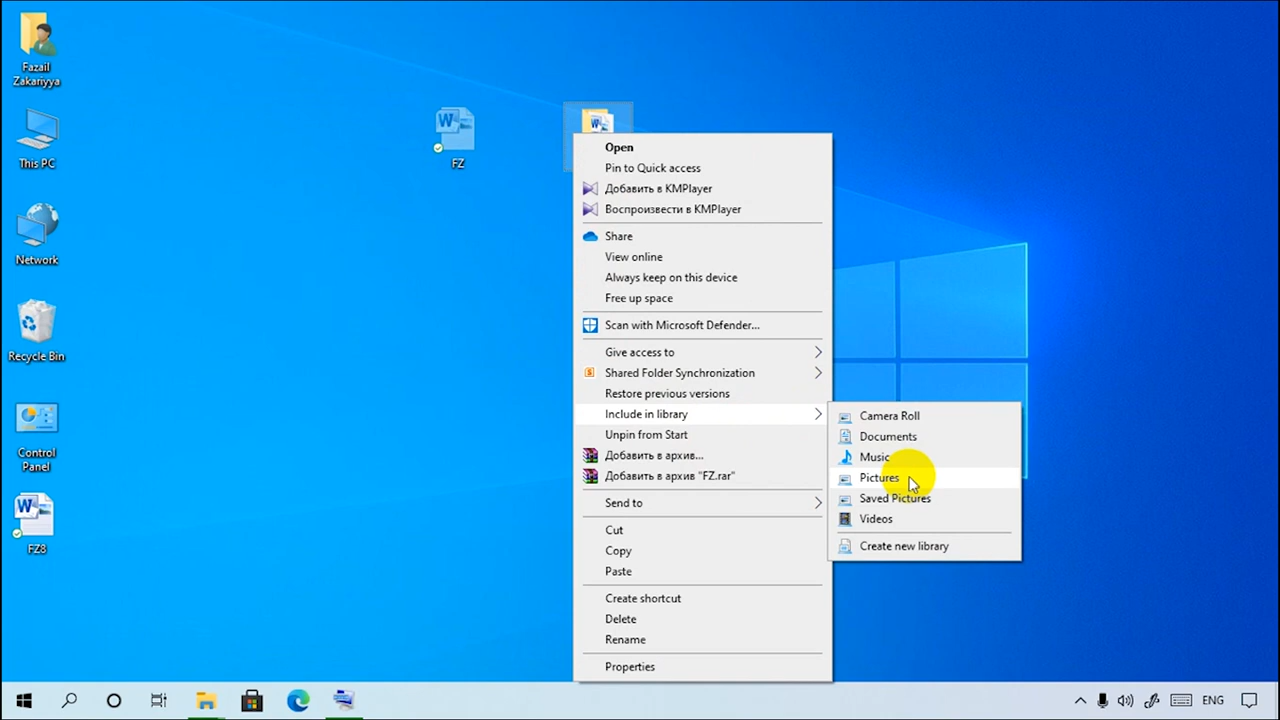 Fazail
Zakariyya
This PC
Network
Recycle Bin
Control
Panel
FZ8
FZ
Open
Pin to Quick access
Добавить в KMPlayer
Воспроизвести в KMPlayer
Share
View online
Always keep on this device
Free up space
Scan with Microsoft Defender...
Give access to
Shared Folder Synchronization
Restore previous versions
Include in library
Unpin from Start
Добавить в архив...
Добавить в архив "FZ.rar"
Send to
Cut
Copy
Paste
Create shortcut
Delete
Rename
Properties
Camera Roll
Documents
Music
Pictures
Saved Pictures
Videos
Create new library
ENG